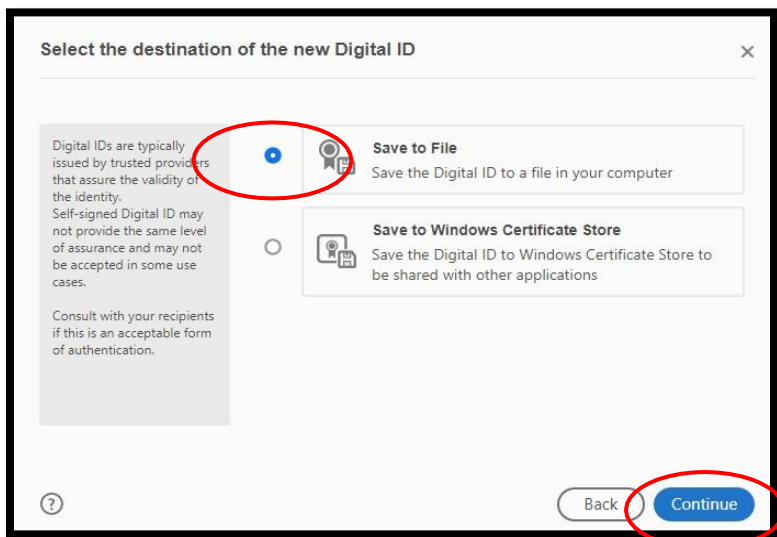 Select the destination of the new Digital ID
Digital IDs are typically
issued by trusted providers
that assure the validity of
the identity.
Self-signed Digital ID may
not provide the same level
of assurance and may not
be accepted in some use
cases.
Consult with your recipients
if this is an acceptable form
of authentication.
Save to File
Save the Digital ID to a file in your computer
Save to Windows Certificate Store
Save the Digital ID to Windows Certificate Store to
be shared with other applications
?
Back
Continue